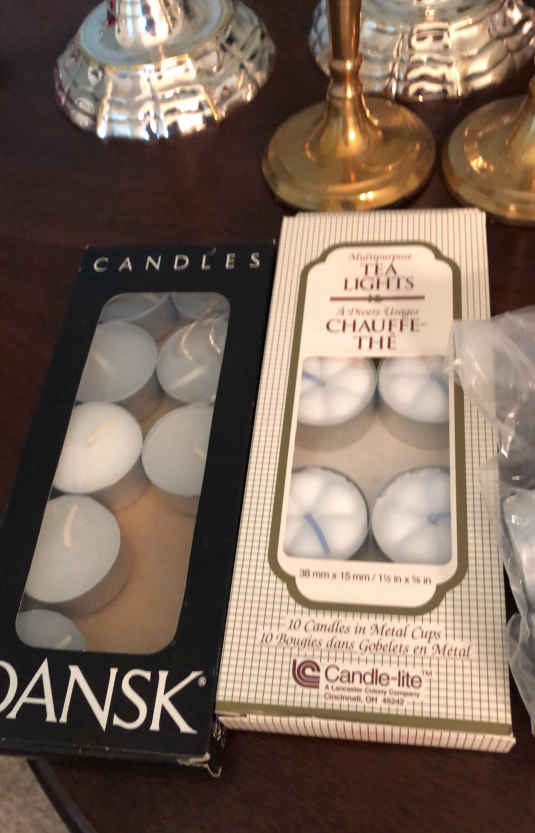 CANDLES
DANSK®
Multipurpose
TEA
LIGHTS
A Divers Usages
CHAUFFE-
THÉ
38 mm x 15 mm / 1½ in x ⅝ in
10 Candles in Metal Cups
10 Bougies dans Gobelets en Métal
Candle-lite™
A Lancaster Colony Company
Cincinnati, OH 45242